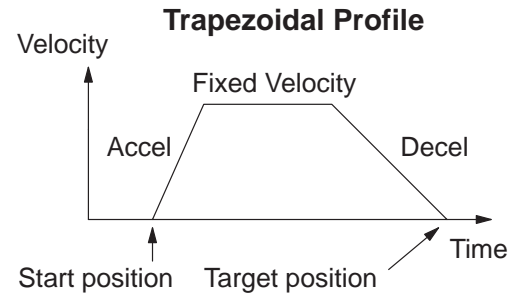 Trapezoidal Profile
Velocity
Fixed Velocity
Accel
Decel
Time
Start position
Target position